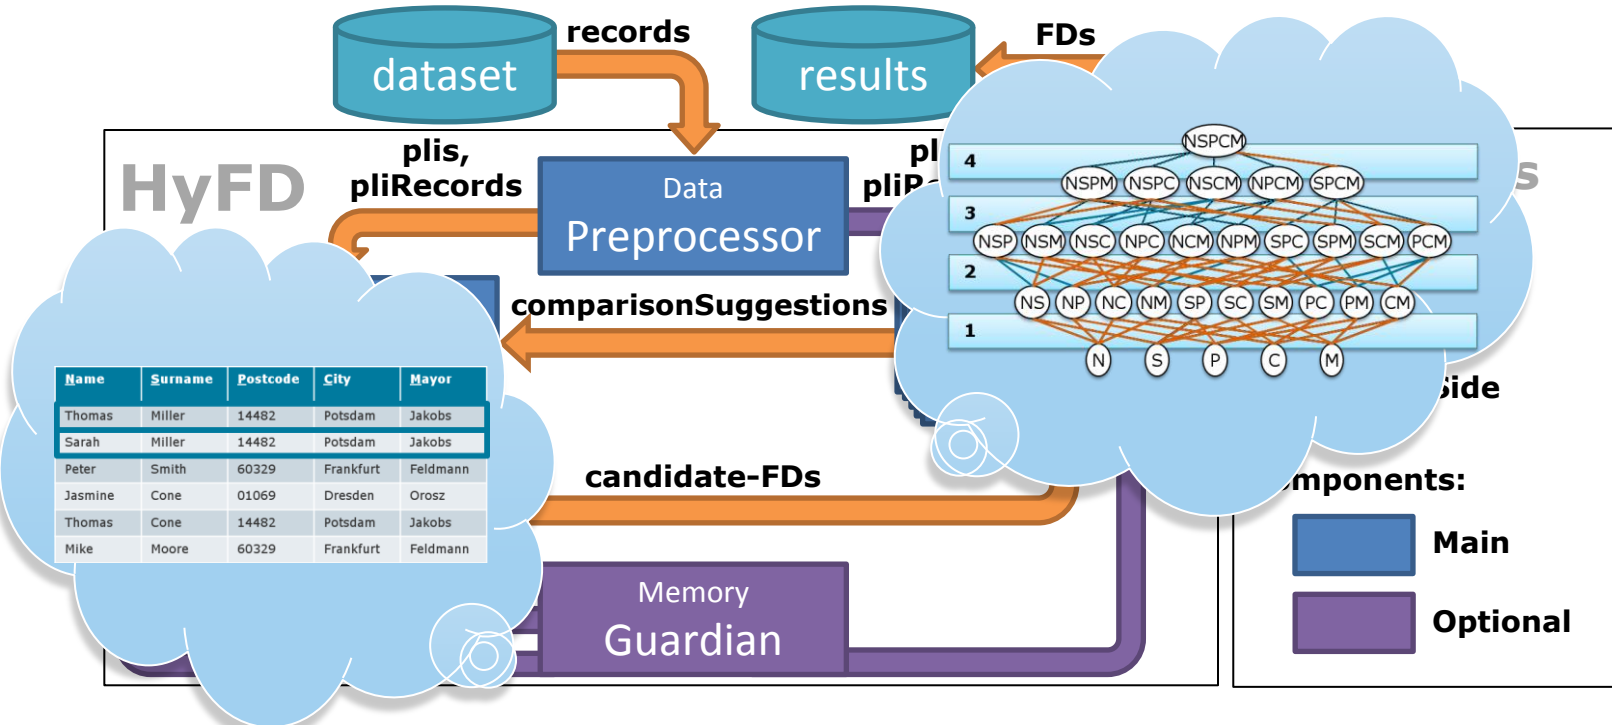 records
FDs
dataset
results
HyFD
plis,
pliRecords
Data
Preprocessor
comparisonSuggestions
candidate-FDs
Memory
Guardian
Name Surname Postcode City Mayor
Thomas Miller 14482 Potsdam Jakobs
Sarah Miller 14482 Potsdam Jakobs
Peter Smith 60329 Frankfurt Feldmann
Jasmine Cone 01069 Dresden Orosz
Thomas Cone 14482 Potsdam Jakobs
Mike Moore 60329 Frankfurt Feldmann
NSPCM
4
NSPM NSPC NSCM NPCM SPCM
3
NSP NSM NSC NPC NCM NPM SPC SPM SCM PCM
2
NS NP NC NM SP SC SM PC PM CM
1
N S P C M
Main
Optional